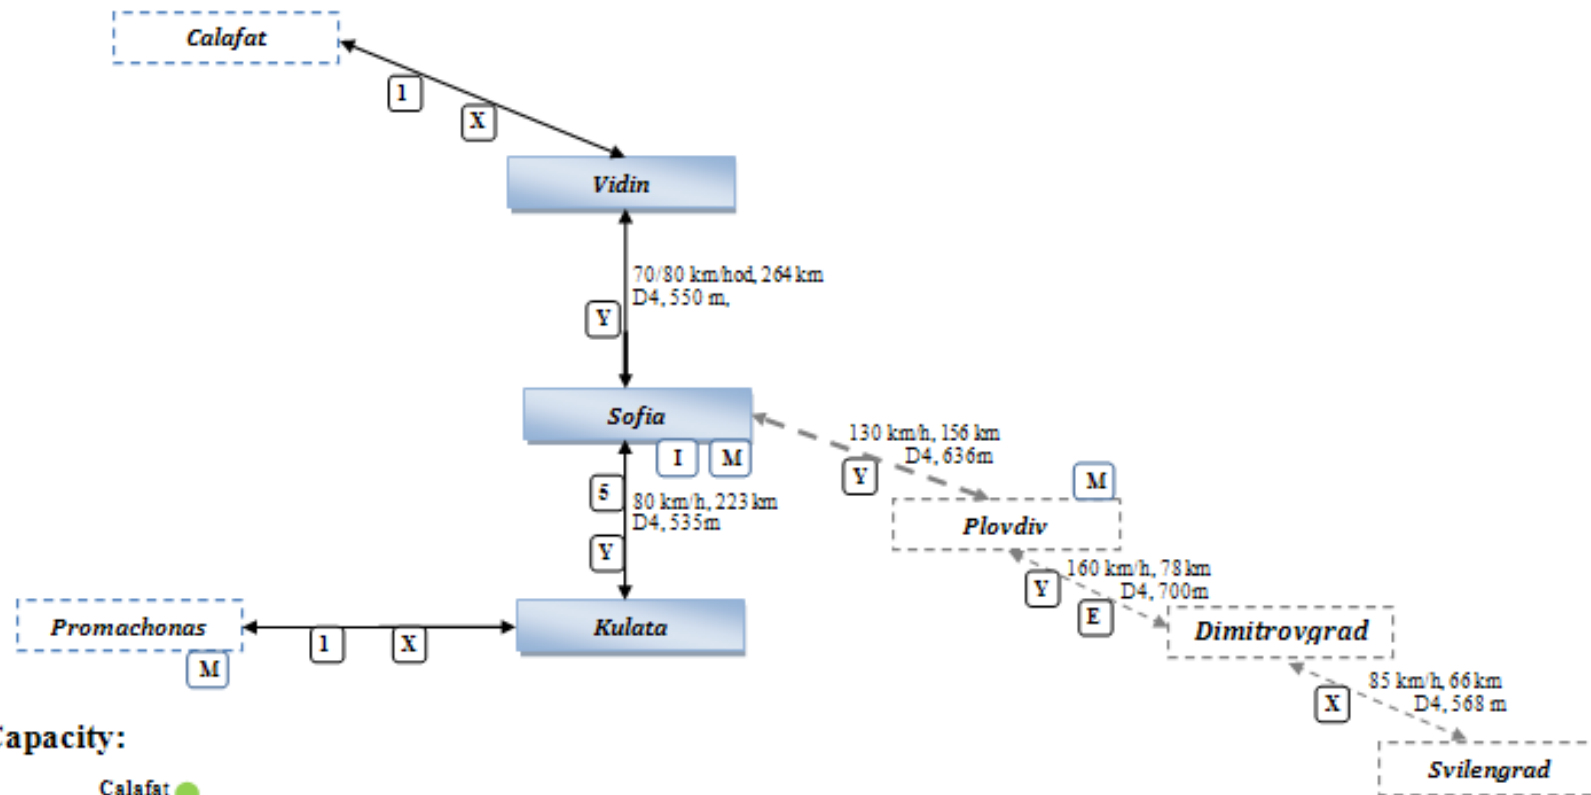 Calafat
1
X
Vidin
70/80 km/hod, 264 km
D4, 550 m,
Y
Sofia
I M
130 km/h, 156 km
D4, 636m
Y
M
5
80 km/h, 223 km
D4, 535m
Y
Plovdiv
160 km/h, 78 km
D4, 700m
Y
E
Promachonas
1 X
Kulata
Dimitrovgrad
M
85 km/h, 66 km
D4, 568 m
X
apacity:
Svilengrad
Calafat